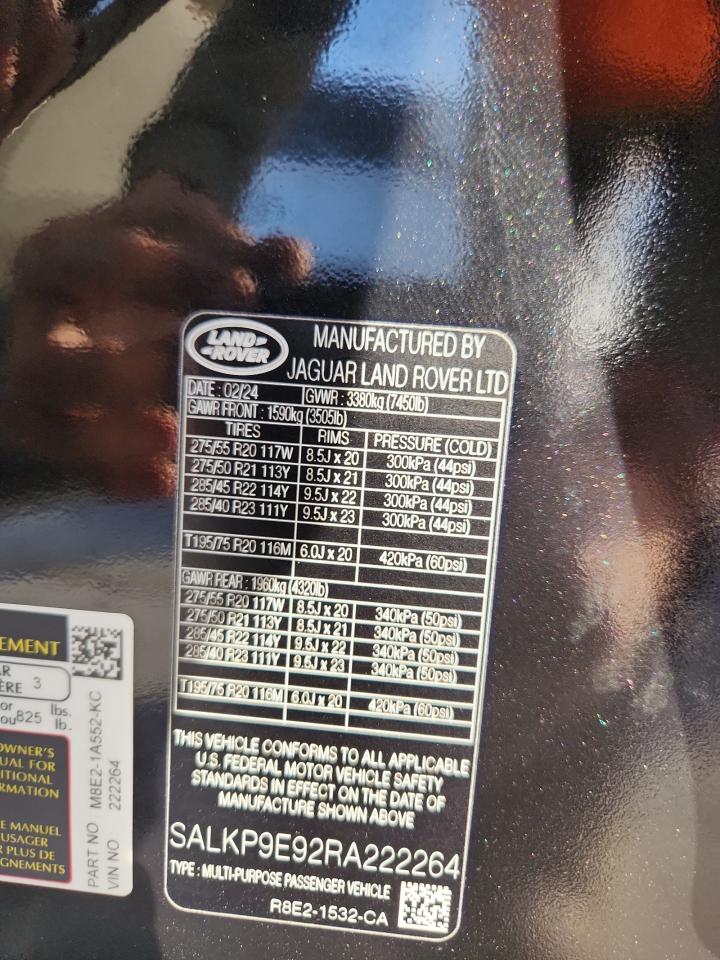 LAND-
-ROVER
MANUFACTURED BY
JAGUAR LAND ROVER LTD
DATE : 02/24 GVWR : 3380kg (7450lb)
GAWR FRONT : 1590kg (3505lb)
TIRES RIMS PRESSURE (COLD)
275/55 R20 117W 8.5J x 20 300kPa (44psi)
275/50 R21 113Y 8.5J x 21 300kPa (44psi)
285/45 R22 114Y 9.5J x 22 300kPa (44psi)
285/40 R23 111Y 9.5J x 23 300kPa (44psi)
T195/75 R20 116M 6.0J x 20 420kPa (60psi)
GAWR REAR : 1960kg (4320lb)
275/55 R20 117W 8.5J x 20 340kPa (50psi)
275/50 R21 113Y 8.5J x 21 340kPa (50psi)
285/45 R22 114Y 9.5J x 22 340kPa (50psi)
285/40 R23 111Y 9.5J x 23 340kPa (50psi)
T195/75 R20 116M 6.0J x 20 420kPa (60psi)
THIS VEHICLE CONFORMS TO ALL APPLICABLE
U.S. FEDERAL MOTOR VEHICLE SAFETY
STANDARDS IN EFFECT ON THE DATE OF
MANUFACTURE SHOWN ABOVE
SALKP9E92RA222264
TYPE : MULTI-PURPOSE PASSENGER VEHICLE
R8E2-1532-CA
EMENT
AR
ÈRE 3
or lbs.
ou 825 lb.
OWNER'S
UAL FOR
ITIONAL
RMATION
E MANUEL
USAGER
R PLUS DE
GNEMENTS
PART NO M8E2-1A552-KC
VIN NO 222264